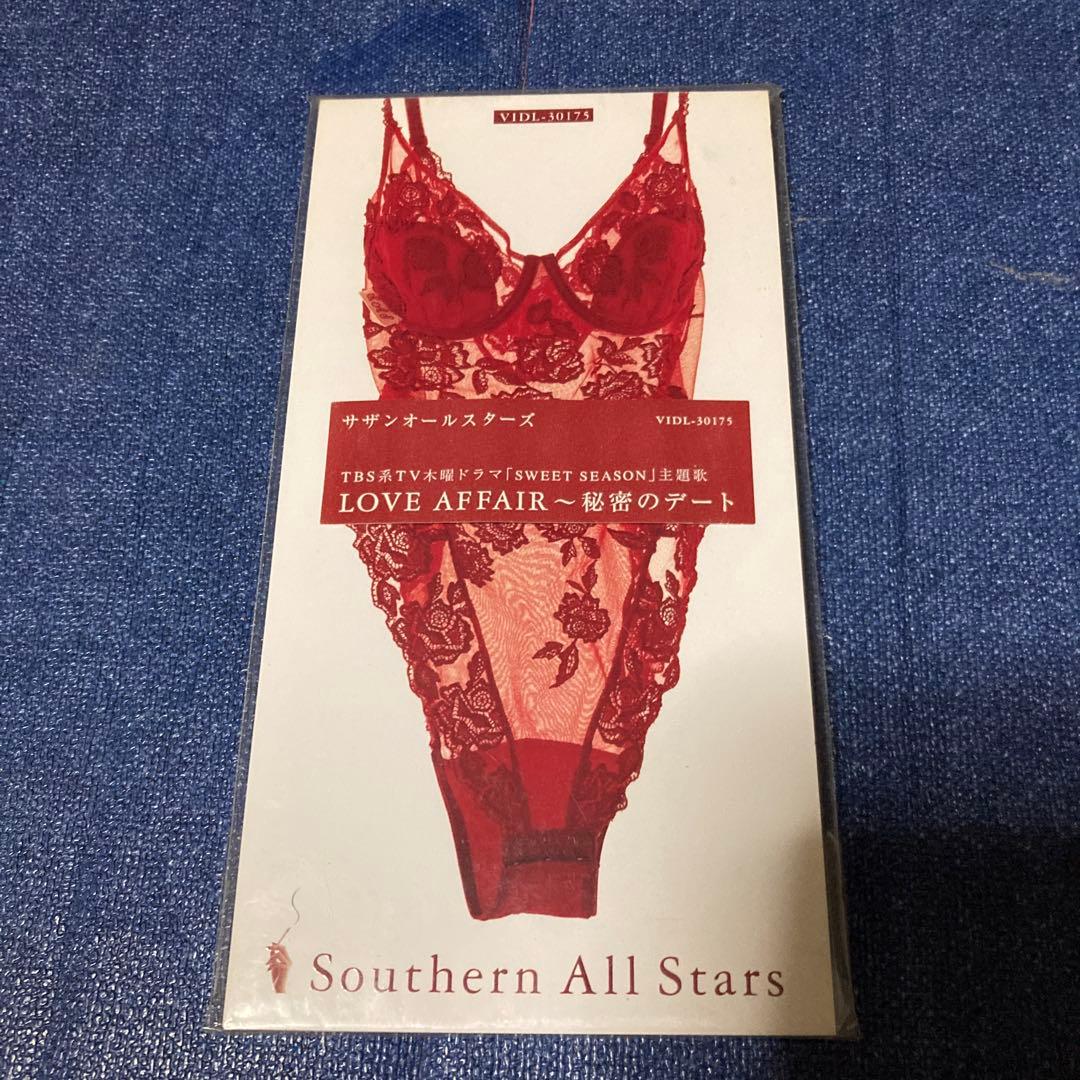 VIDL-30175
サザンオールスターズ VIDL-30175
TBS系TV木曜ドラマ「SWEET SEASON」主題歌
LOVE AFFAIR～秘密のデート
Southern All Stars